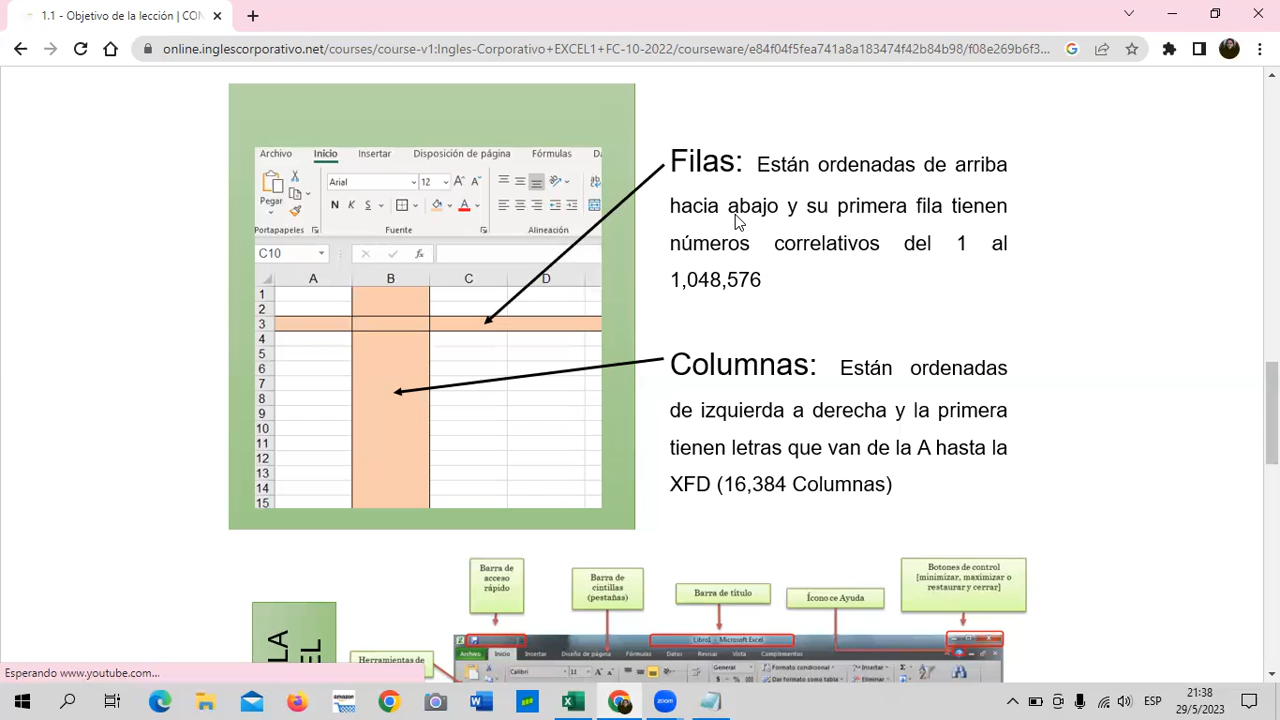 1.1 - Objetivo de la lección | CON
online.inglescorporativo.net/courses/course-v1:Ingles-Corporativo+EXCEL1+FC-10-2022/courseware/e84f04f5fea741a8a183474f42b84b98/f08e269b6f3...
Archivo Inicio Insertar Disposición de página Fórmulas Da
Pegar
Arial 12
N K S
Portapapeles Fuente Alineación
C10 fx
A B C D
1
2
3
4
5
6
7
8
9
10
11
12
13
14
15
Filas: Están ordenadas de arriba
hacia abajo y su primera fila tienen
números correlativos del 1 al
1,048,576
Columnas: Están ordenadas
de izquierda a derecha y la primera
tienen letras que van de la A hasta la
XFD (16,384 Columnas)
Barra de
acceso
rápido
Barra de
cintillas
(pestañas)
Barra de título
Ícono ce Ayuda
Botones de control
[minimizar, maximizar o
restaurar y cerrar]
Herramientas de
Libro1 - Microsoft Excel
Archivo Inicio Insertar Diseño de página Fórmulas Datos Revisar Vista Complementos
Calibri 11 General Formato condicional Insertar
Dar formato como tabla Eliminar
Esperando www.youtube.com...
ESP
21:38
29/5/2023